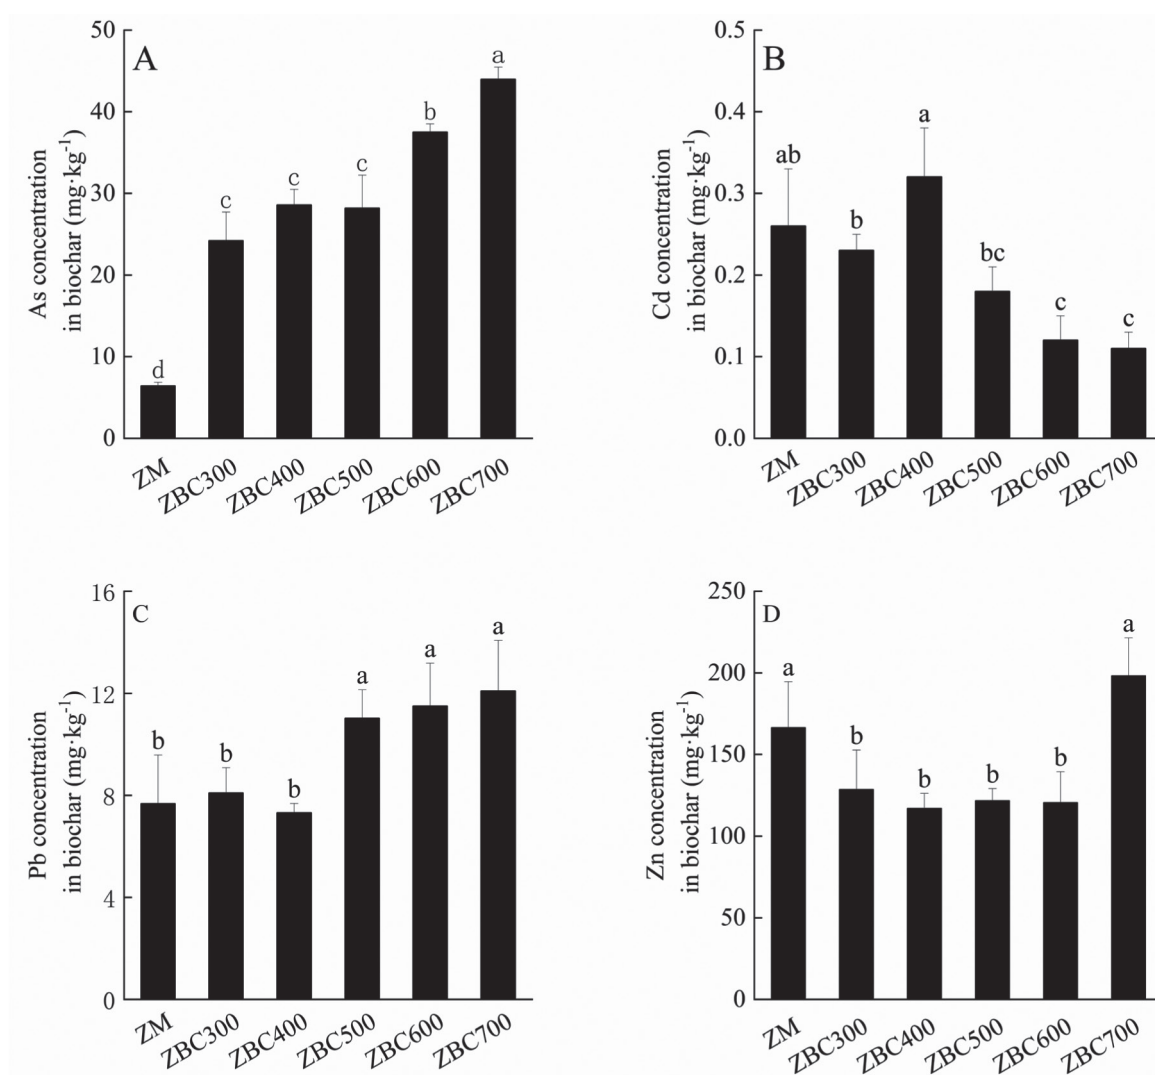 A
As concentration
in biochar (mg·kg⁻¹)
50
40
30
20
10
0
d
c
c
c
b
a
ZM
ZBC300
ZBC400
ZBC500
ZBC600
ZBC700
B
Cd concentration
in biochar (mg·kg⁻¹)
0.5
0.4
0.3
0.2
0.1
0.0
ab
b
a
bc
c
c
ZM
ZBC300
ZBC400
ZBC500
ZBC600
ZBC700
C
Pb concentration
in biochar (mg·kg⁻¹)
16
12
8
4
0
b
b
b
a
a
a
ZM
ZBC300
ZBC400
ZBC500
ZBC600
ZBC700
D
Zn concentration
in biochar (mg·kg⁻¹)
250
200
150
100
50
0
a
b
b
b
b
a
ZM
ZBC300
ZBC400
ZBC500
ZBC600
ZBC700